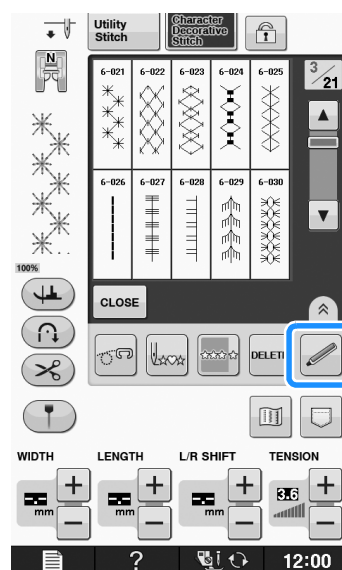 Utility
Stitch
Character
Decorative
Stitch
N
6-021 6-022 6-023 6-024 6-025
3/21
6-026 6-027 6-028 6-029 6-030
100%
CLOSE
DELET
WIDTH LENGTH L/R SHIFT TENSION
mm mm mm 3.6
? 12:00